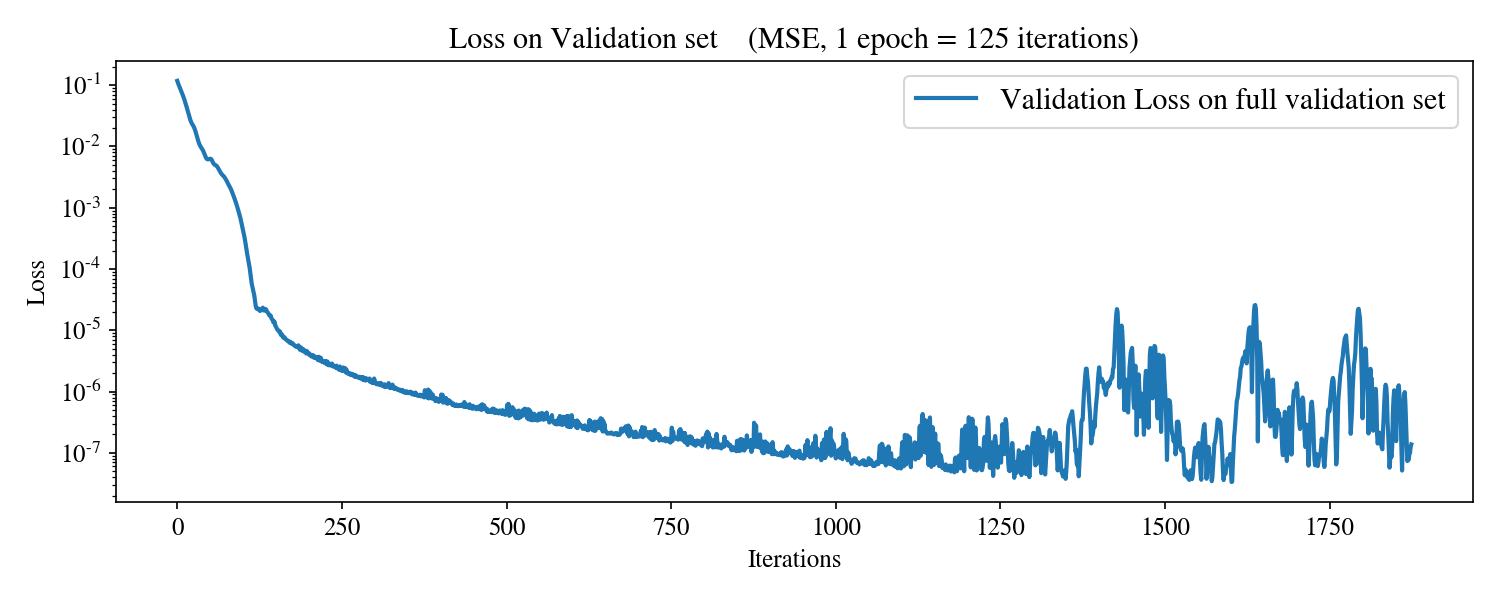 Loss on Validation set (MSE, 1 epoch = 125 iterations)
Validation Loss on full validation set
Loss
10^-1
10^-2
10^-3
10^-4
10^-5
10^-6
10^-7
0 250 500 750 1000 1250 1500 1750
Iterations